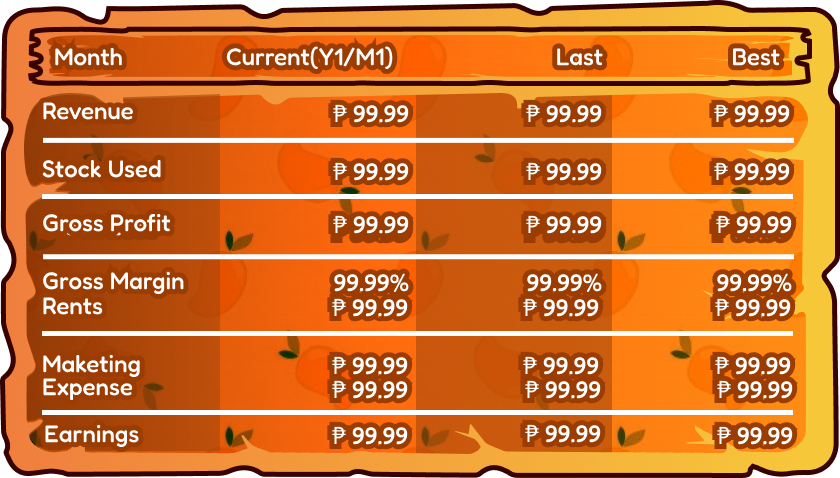 Month Current(Y1/M1) Last Best
Revenue ₱ 99.99 ₱ 99.99 ₱ 99.99
Stock Used ₱ 99.99 ₱ 99.99 ₱ 99.99
Gross Profit ₱ 99.99 ₱ 99.99 ₱ 99.99
Gross Margin 99.99% 99.99% 99.99%
Rents ₱ 99.99 ₱ 99.99 ₱ 99.99
Maketing ₱ 99.99 ₱ 99.99 ₱ 99.99
Expense ₱ 99.99 ₱ 99.99 ₱ 99.99
Earnings ₱ 99.99 ₱ 99.99 ₱ 99.99